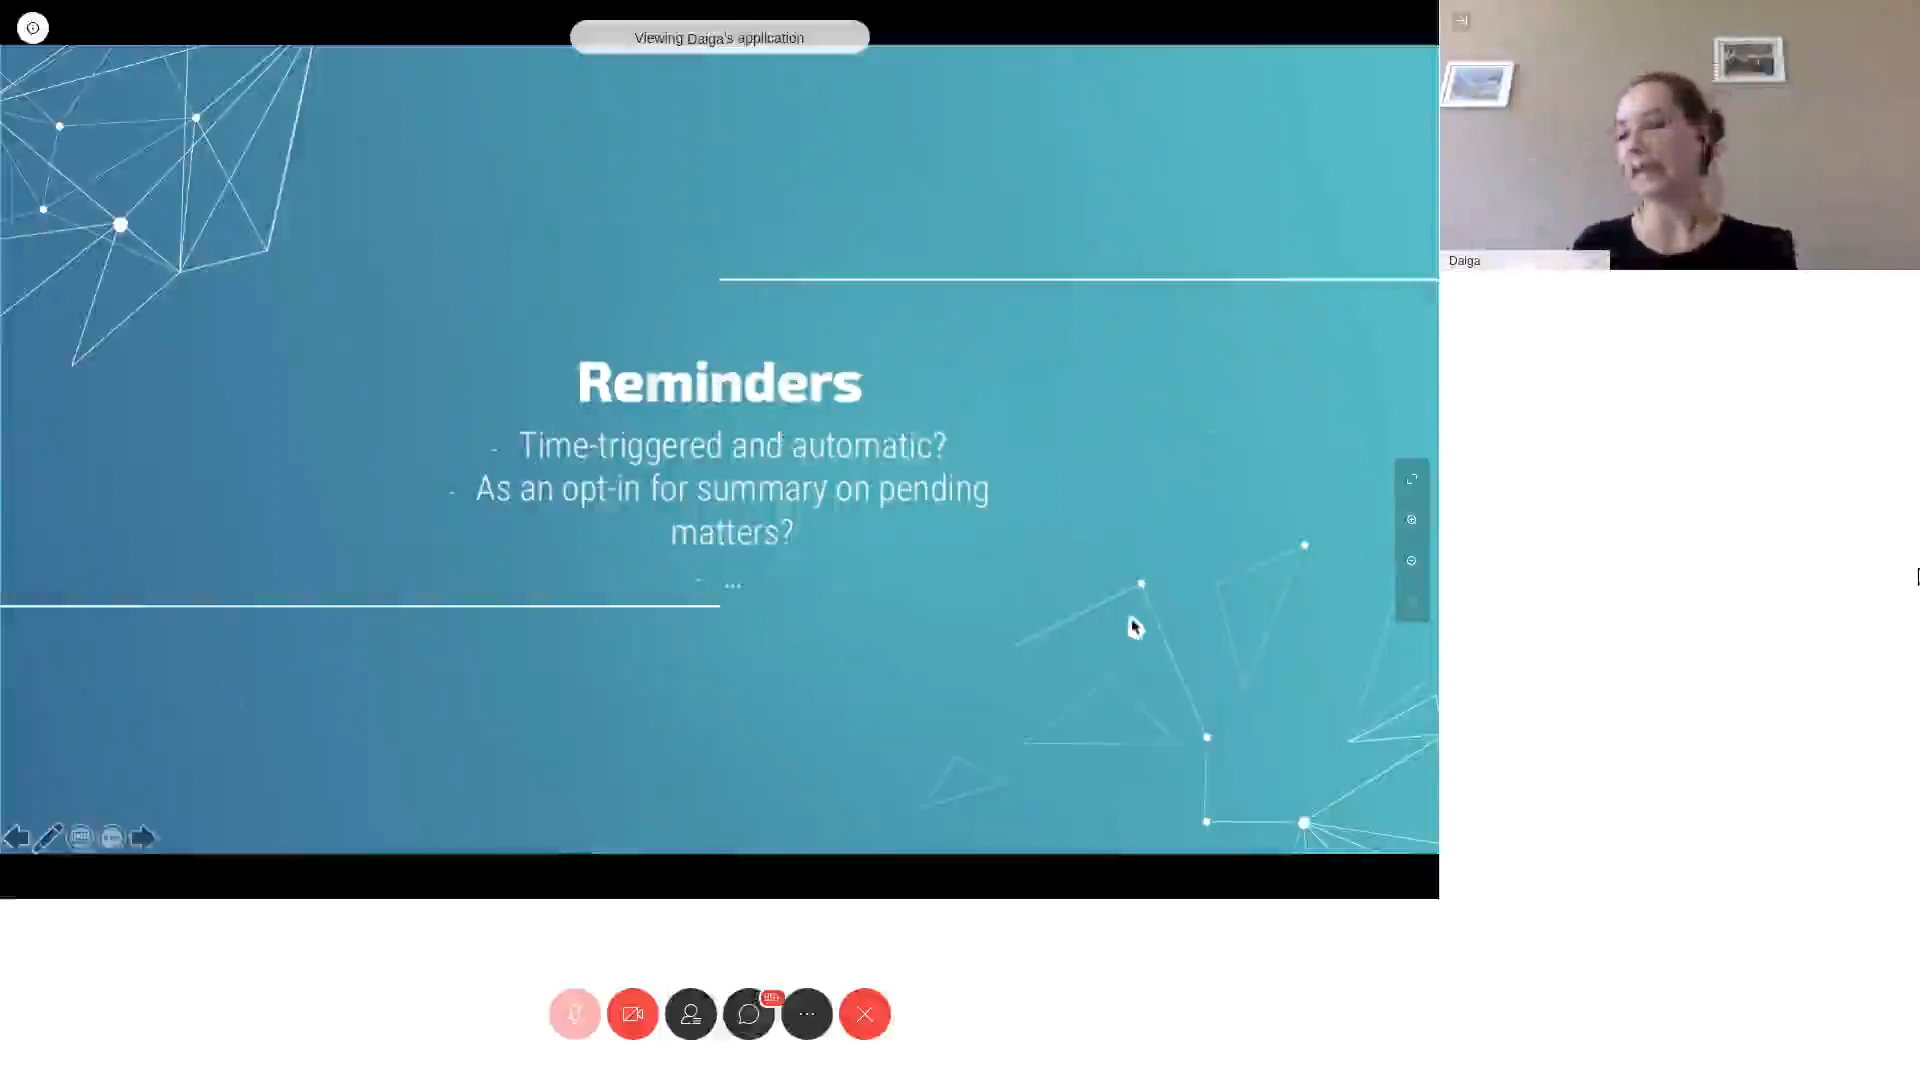 Viewing Daiga's application
Daiga
Reminders
- Time-triggered and automatic?
- As an opt-in for summary on pending
matters?
- ...